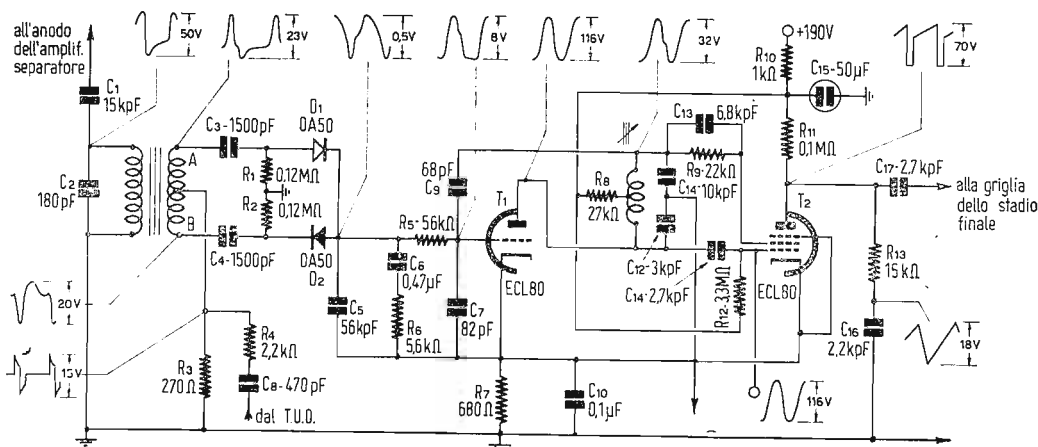 all'anodo
dell'amplif.
separatore
50V
23V
0,5V
8V
116V
32V
70V
+190V
R10
1kΩ
C15-50µF
C1
15kpF
C3-1500pF
D1
OA50
C13
6,8kpF
R11
0,1MΩ
C2
180pF
A
B
R1
0,12MΩ
R2
0,12MΩ
68pF
C9
R8
27kΩ
R9-22kΩ
C14-10kpF
C17-2,7kpF
alla griglia
dello stadio
finale
T1
T2
R5-56kΩ
C4-1500pF
OA50
D2
C6
0,47µF
ECL80
C12-3kpF
C14-2,7kpF
R12-3,3MΩ
ECL80
R13
15kΩ
20V
C5
56kpF
R6
5,6kΩ
C7
82pF
C16
2,2kpF
18V
15V
R3
270Ω
R4
2,2kΩ
C8-470pF
dal T.U.O.
R7
680Ω
C10
0,1µF
116V